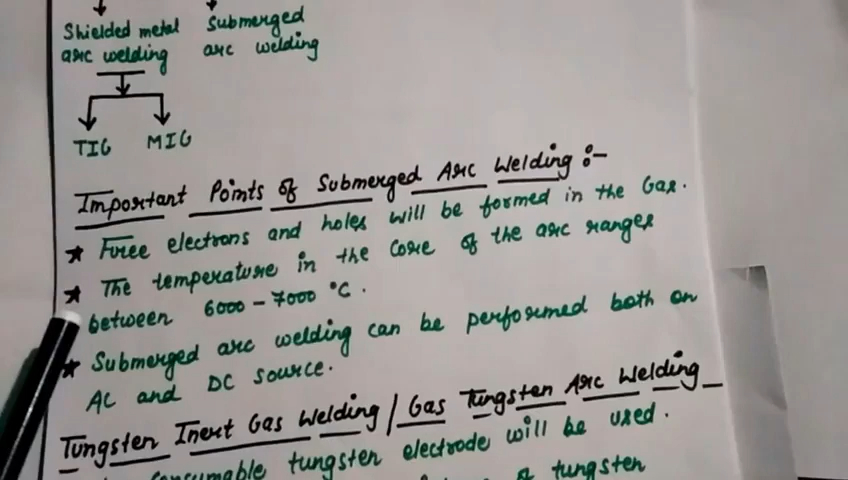 Shielded metal Submerged
arc welding arc welding
TIG MIG
Important Points of Submerged Arc Welding :-
★ Free electrons and holes will be formed in the Gas.
★ The temperature in the core of the arc ranges
between 6000 - 7000 °C.
★ Submerged arc welding can be performed both on
AC and DC source.
Tungsten Inert Gas Welding / Gas Tungsten Arc Welding
consumable tungsten electrode will be used.
of tungsten